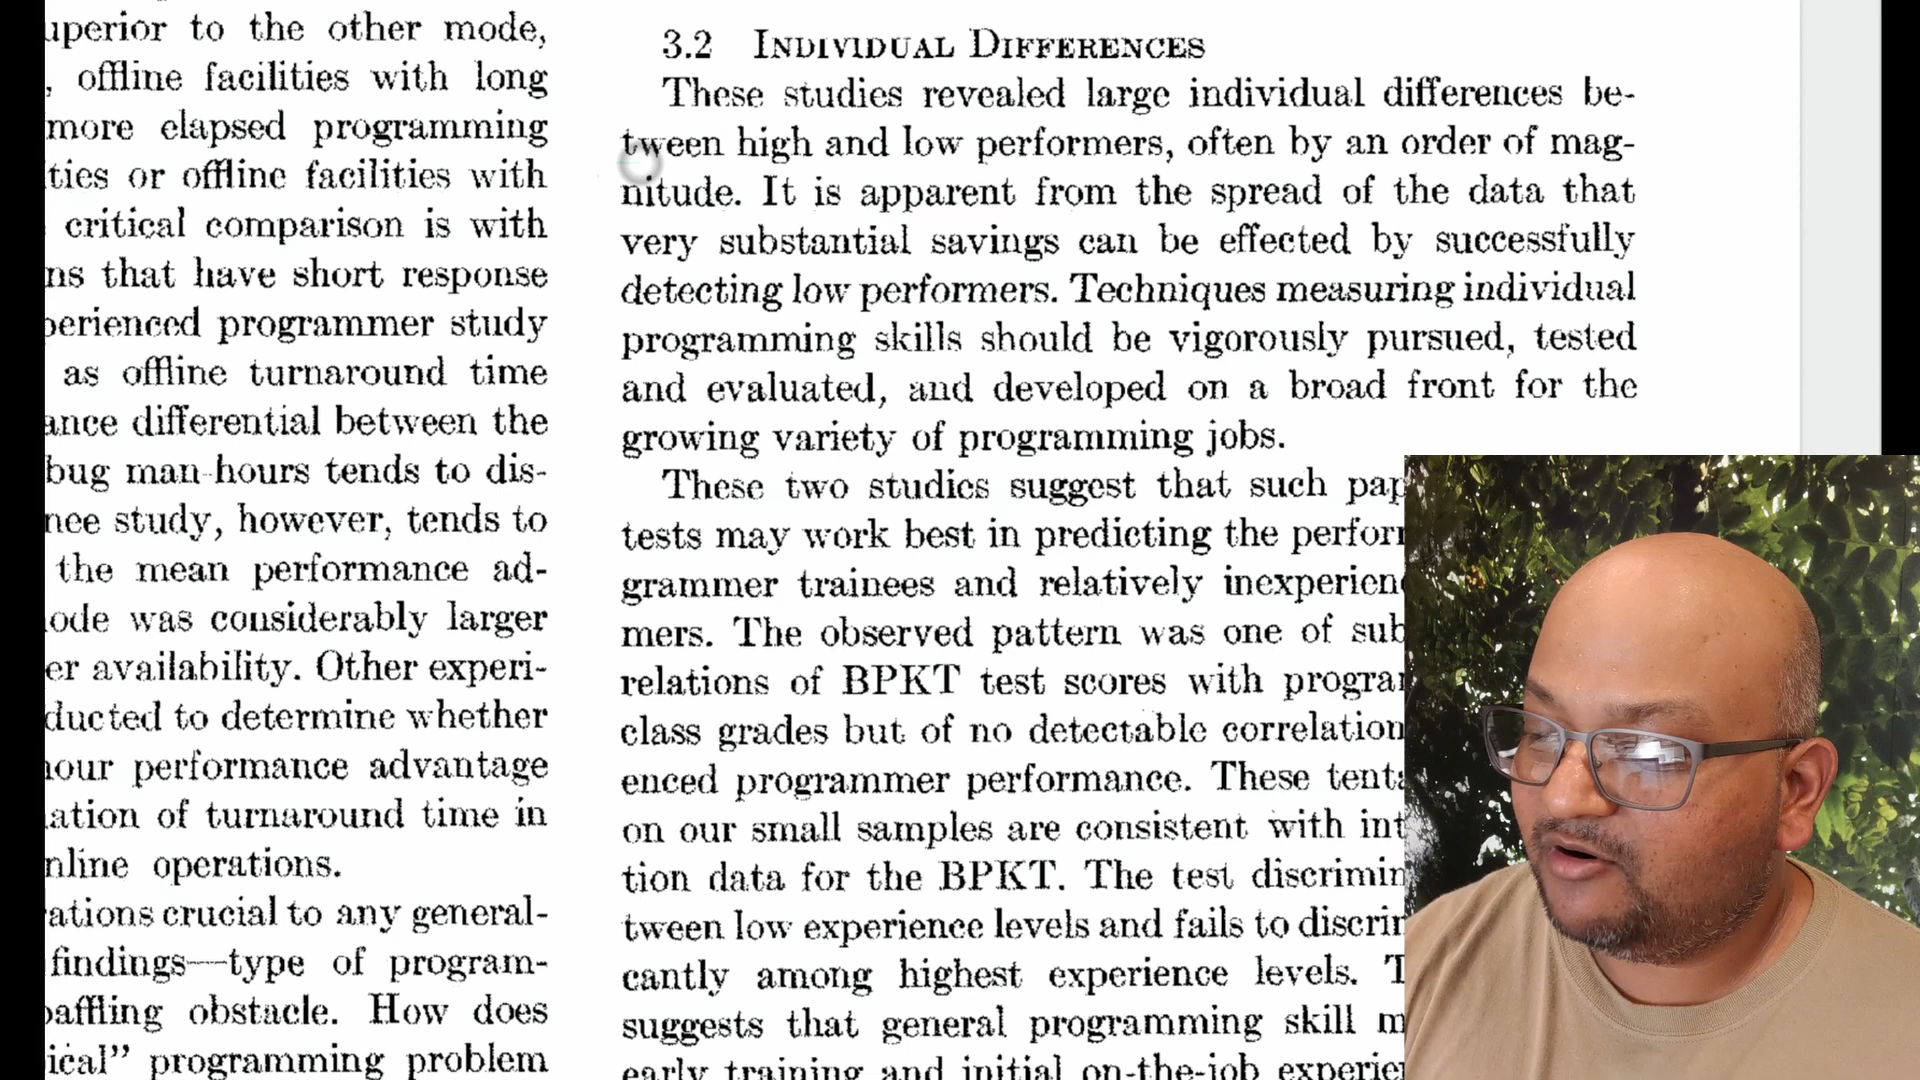 uperior to the other mode,
, offline facilities with long
more elapsed programming
ties or offline facilities with
critical comparison is with
ns that have short response
perienced programmer study
as offline turnaround time
ance differential between the
bug man-hours tends to dis-
nce study, however, tends to
the mean performance ad-
ode was considerably larger
er availability. Other experi-
ducted to determine whether
our performance advantage
ation of turnaround time in
nline operations.
ations crucial to any general-
findings—type of program-
baffling obstacle. How does
ical” programming problem
3.2 INDIVIDUAL DIFFERENCES
These studies revealed large individual differences be-
tween high and low performers, often by an order of mag-
nitude. It is apparent from the spread of the data that
very substantial savings can be effected by successfully
detecting low performers. Techniques measuring individual
programming skills should be vigorously pursued, tested
and evaluated, and developed on a broad front for the
growing variety of programming jobs.
These two studies suggest that such pap
tests may work best in predicting the perfor
grammer trainees and relatively inexperienc
mers. The observed pattern was one of sub
relations of BPKT test scores with progra
class grades but of no detectable correlation
enced programmer performance. These tenta
on our small samples are consistent with int
tion data for the BPKT. The test discrimin
tween low experience levels and fails to discrim
cantly among highest experience levels. T
suggests that general programming skill m
early training and initial on-the-job experie